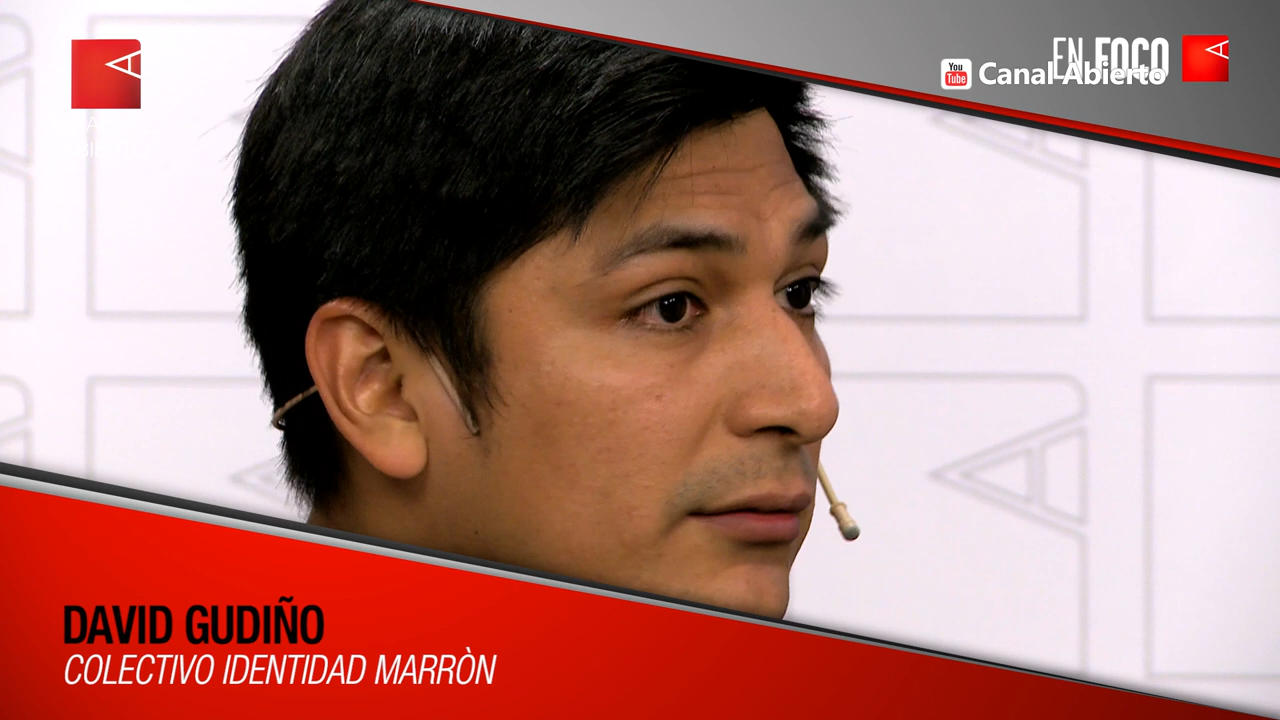 EN FOCO
You
Tube
Canal Abierto
DAVID GUDIÑO
COLECTIVO IDENTIDAD MARRÒN